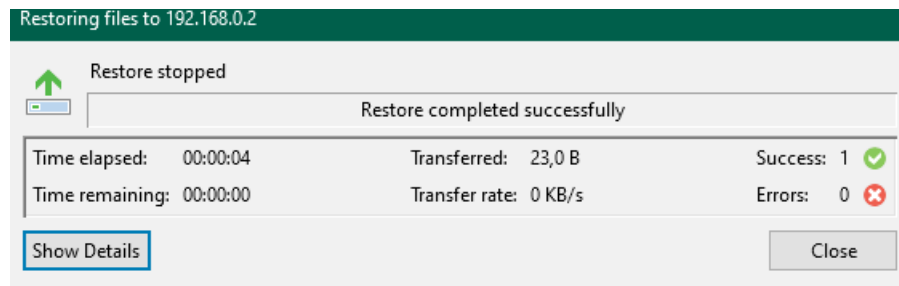 Restoring files to 192.168.0.2
Restore stopped
Restore completed successfully
Time elapsed: 00:00:04 Transferred: 23,0 B Success: 1
Time remaining: 00:00:00 Transfer rate: 0 KB/s Errors: 0
Show Details Close